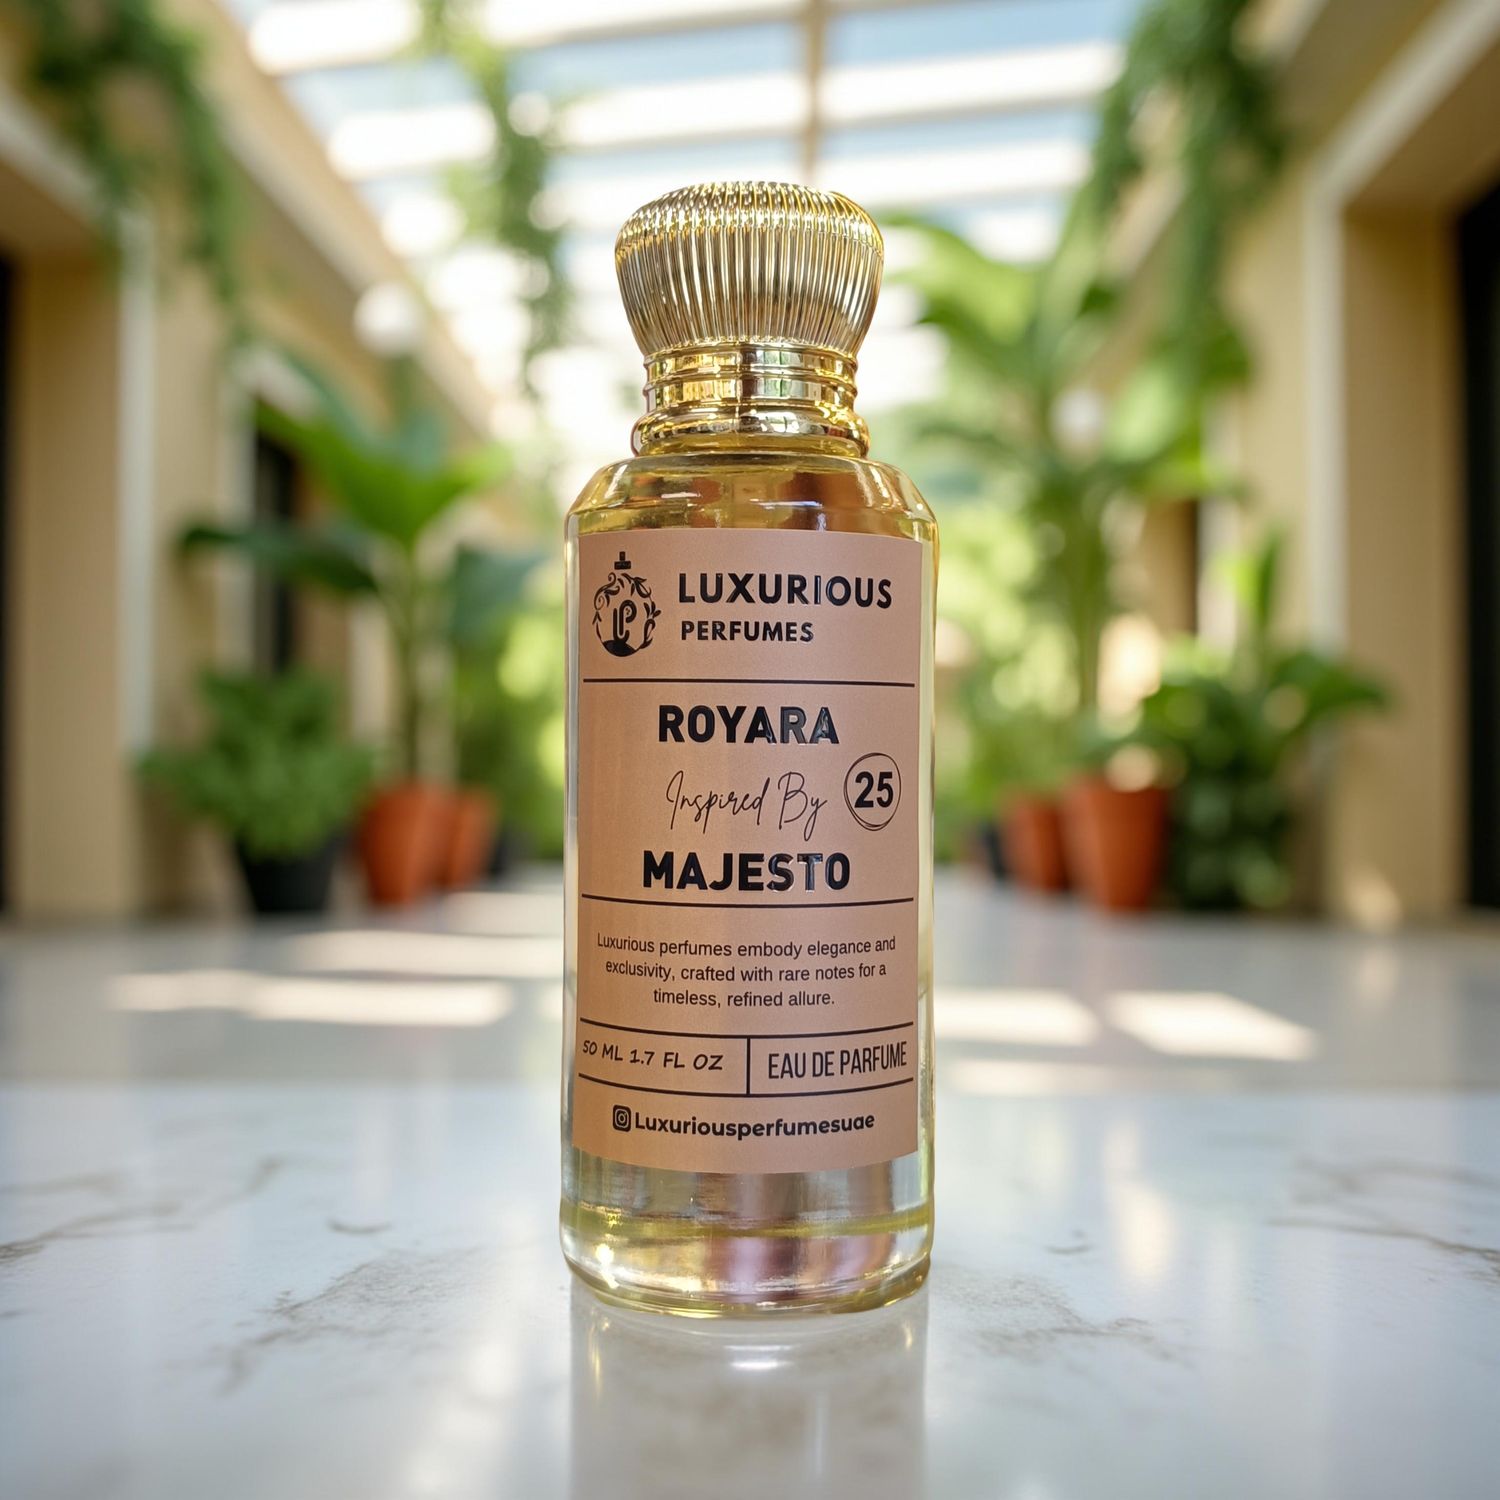 LP
LUXURIOUS
PERFUMES
ROYARA
Inspired By
25
MAJESTO
Luxurious perfumes embody elegance and
exclusivity, crafted with rare notes for a
timeless, refined allure.
50 ML 1.7 FL OZ
EAU DE PARFUME
Luxuriousperfumesuae